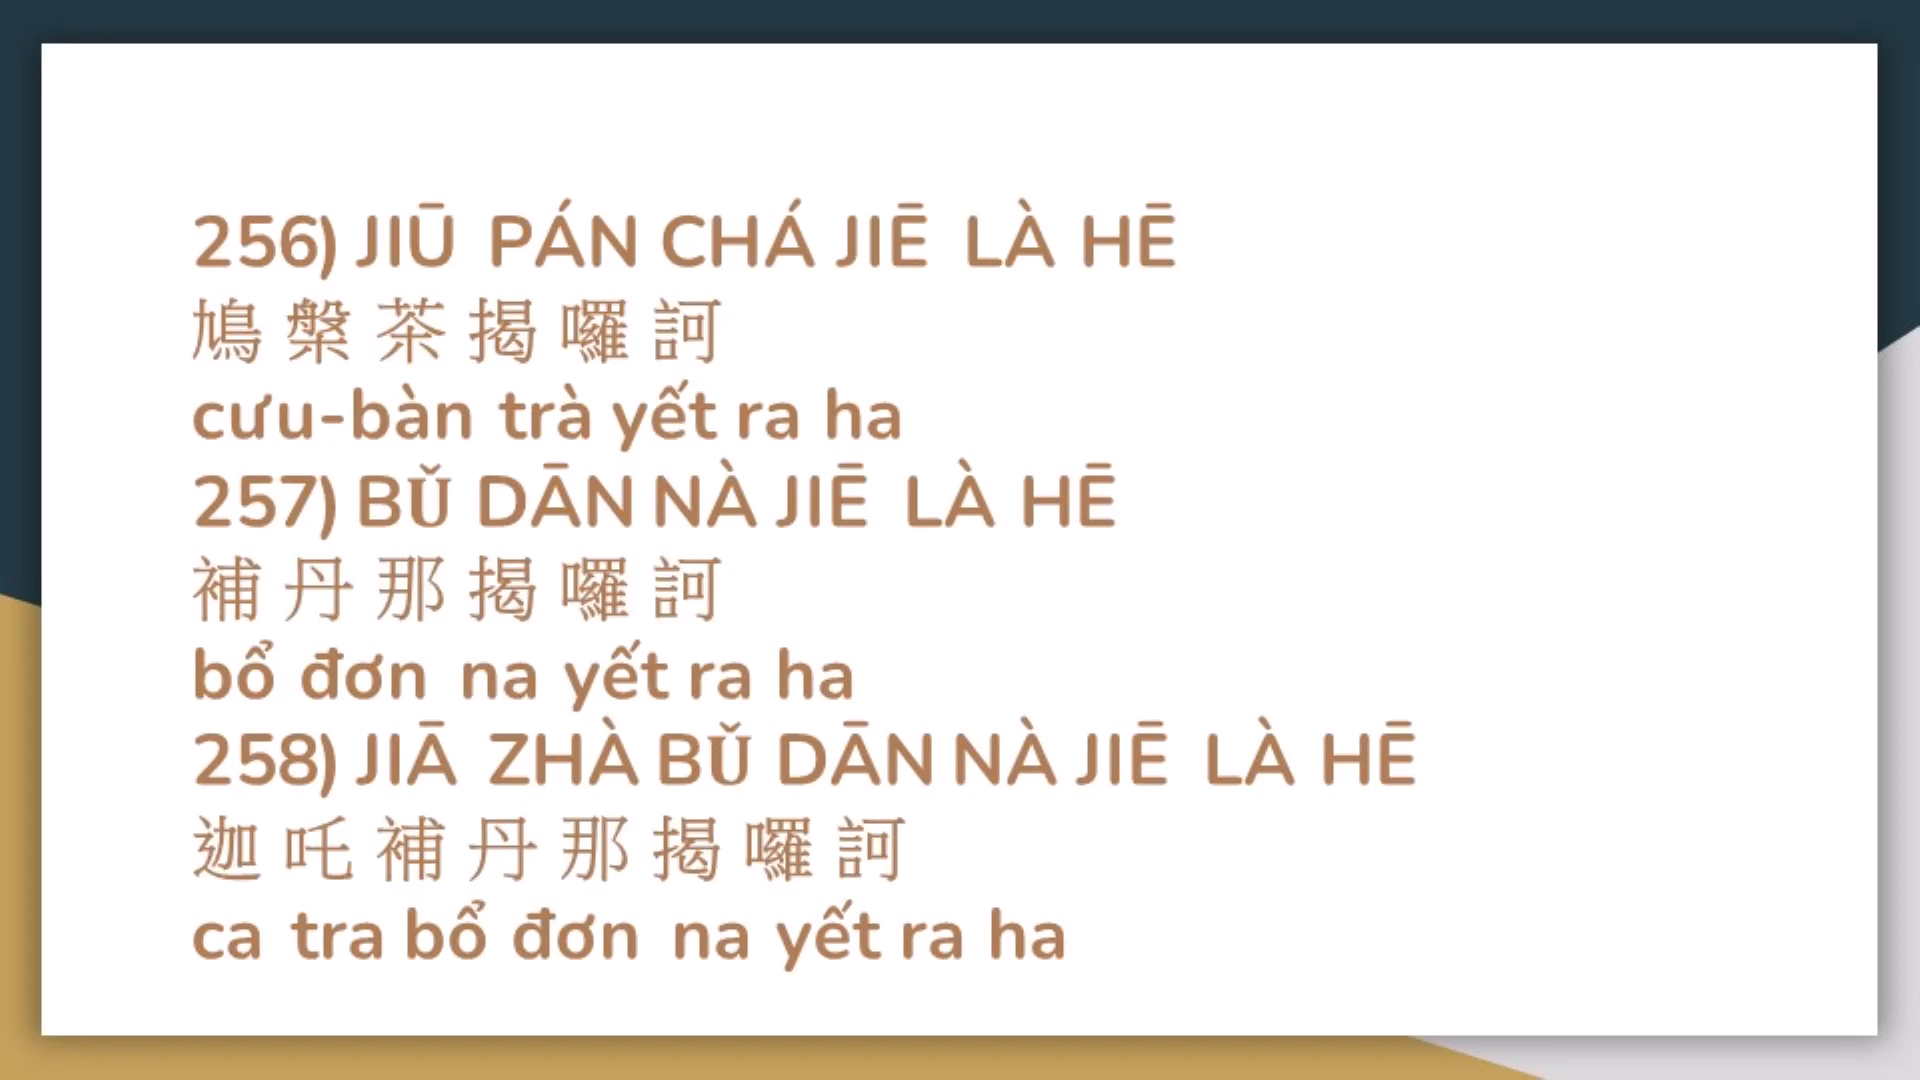 256) JIŪ PÁN CHÁ JIĒ LÀ HĒ
鳩 槃 茶 揭 囉 訶
cưu-bàn trà yết ra ha
257) BǓ DĀN NÀ JIĒ LÀ HĒ
補 丹 那 揭 囉 訶
bổ đơn na yết ra ha
258) JIĀ ZHÀ BǓ DĀN NÀ JIĒ LÀ HĒ
迦 吒 補 丹 那 揭 囉 訶
ca tra bổ đơn na yết ra ha